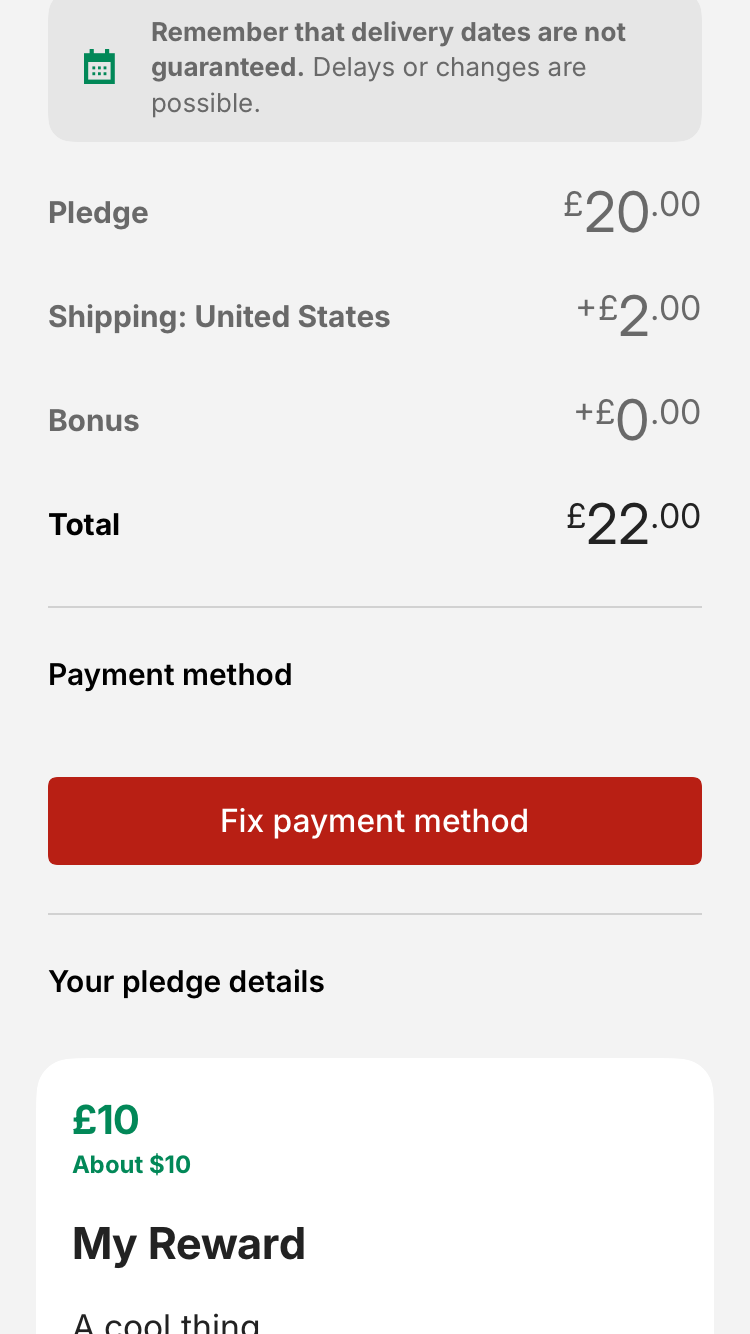 Remember that delivery dates are not
guaranteed. Delays or changes are
possible.
Pledge £20.00
Shipping: United States +£2.00
Bonus +£0.00
Total £22.00
Payment method
Fix payment method
Your pledge details
£10
About $10
My Reward
A cool thing